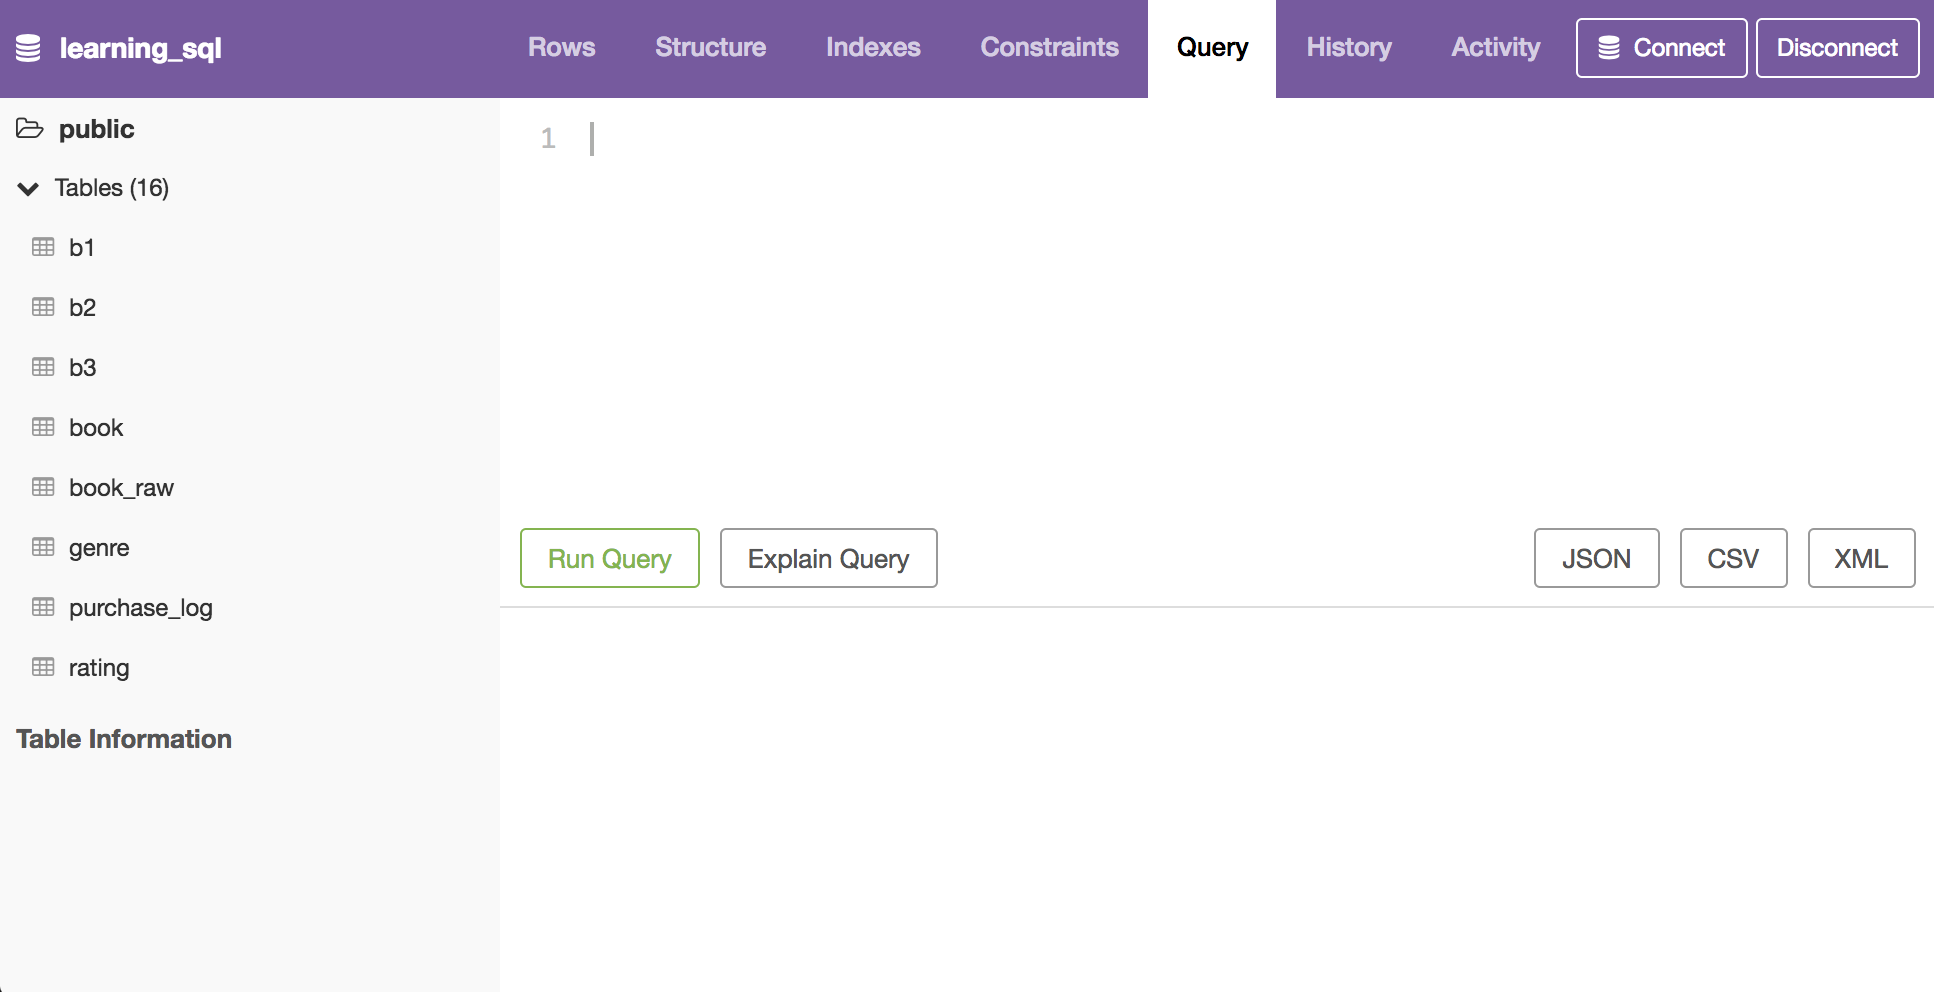 learning_sql
Rows Structure Indexes Constraints Query History Activity Connect Disconnect
public
Tables (16)
b1
b2
b3
book
book_raw
genre
purchase_log
rating
Table Information
1
Run Query Explain Query JSON CSV XML